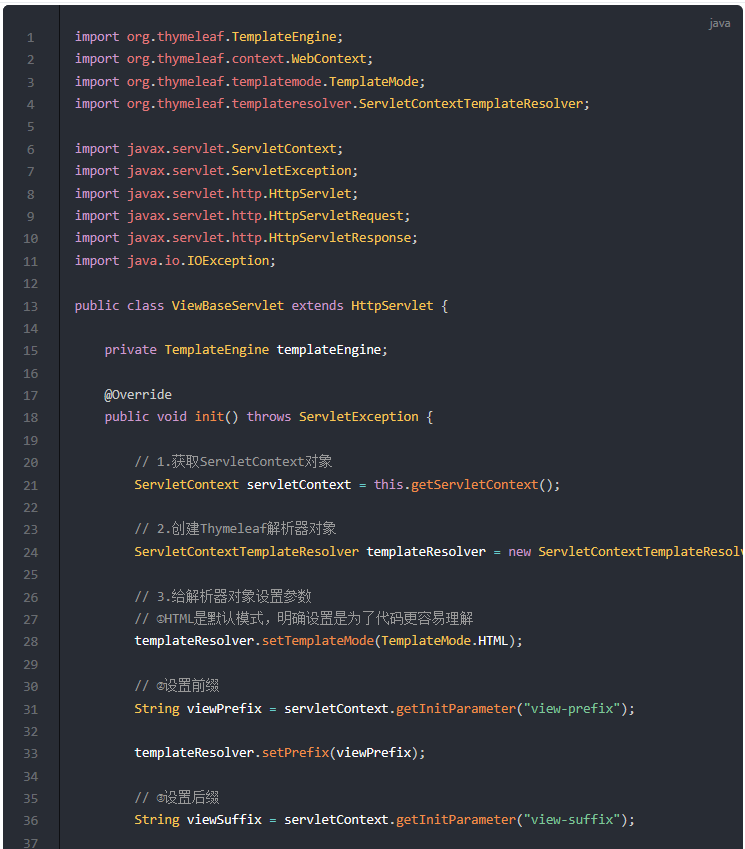 java
1 import org.thymeleaf.TemplateEngine;
2 import org.thymeleaf.context.WebContext;
3 import org.thymeleaf.templatemode.TemplateMode;
4 import org.thymeleaf.templateresolver.ServletContextTemplateResolver;
5
6 import javax.servlet.ServletContext;
7 import javax.servlet.ServletException;
8 import javax.servlet.http.HttpServlet;
9 import javax.servlet.http.HttpServletRequest;
10 import javax.servlet.http.HttpServletResponse;
11 import java.io.IOException;
12
13 public class ViewBaseServlet extends HttpServlet {
14
15 private TemplateEngine templateEngine;
16
17 @Override
18 public void init() throws ServletException {
19
20 // 1.获取ServletContext对象
21 ServletContext servletContext = this.getServletContext();
22
23 // 2.创建Thymeleaf解析器对象
24 ServletContextTemplateResolver templateResolver = new ServletContextTemplateResolv
25
26 // 3.给解析器对象设置参数
27 // ①HTML是默认模式，明确设置是为了代码更容易理解
28 templateResolver.setTemplateMode(TemplateMode.HTML);
29
30 // ②设置前缀
31 String viewPrefix = servletContext.getInitParameter("view-prefix");
32
33 templateResolver.setPrefix(viewPrefix);
34
35 // ③设置后缀
36 String viewSuffix = servletContext.getInitParameter("view-suffix");
37